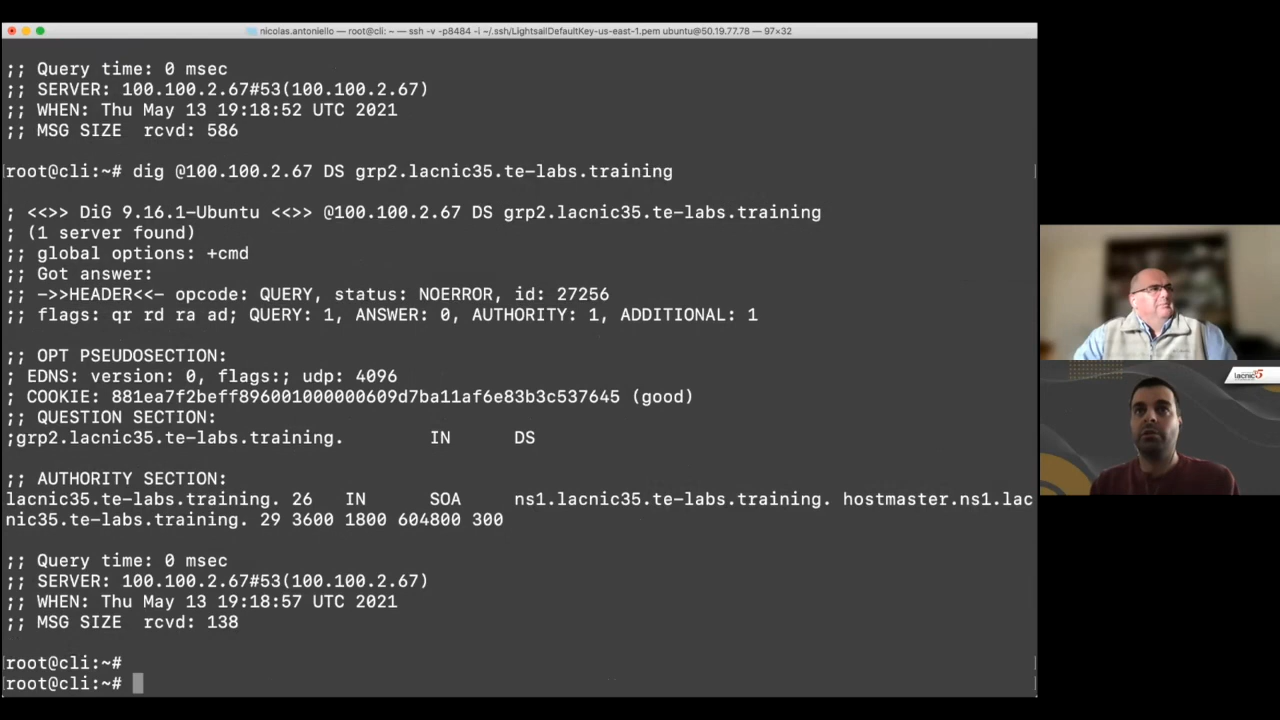 nicolas.antoniello — root@cli: ~ — ssh -v -p8484 -i ~/.ssh/LightsailDefaultKey-us-east-1.pem ubuntu@50.19.77.78 — 97×32
;; Query time: 0 msec
;; SERVER: 100.100.2.67#53(100.100.2.67)
;; WHEN: Thu May 13 19:18:52 UTC 2021
;; MSG SIZE  rcvd: 586
root@cli:~# dig @100.100.2.67 DS grp2.lacnic35.te-labs.training
; <<>> DiG 9.16.1-Ubuntu <<>> @100.100.2.67 DS grp2.lacnic35.te-labs.training
; (1 server found)
;; global options: +cmd
;; Got answer:
;; ->>HEADER<<- opcode: QUERY, status: NOERROR, id: 27256
;; flags: qr rd ra ad; QUERY: 1, ANSWER: 0, AUTHORITY: 1, ADDITIONAL: 1
;; OPT PSEUDOSECTION:
; EDNS: version: 0, flags:; udp: 4096
; COOKIE: 881ea7f2beff896001000000609d7ba11af6e83b3c537645 (good)
;; QUESTION SECTION:
;grp2.lacnic35.te-labs.training.        IN      DS
;; AUTHORITY SECTION:
lacnic35.te-labs.training. 26   IN      SOA     ns1.lacnic35.te-labs.training. hostmaster.ns1.lac
nic35.te-labs.training. 29 3600 1800 604800 300
;; Query time: 0 msec
;; SERVER: 100.100.2.67#53(100.100.2.67)
;; WHEN: Thu May 13 19:18:57 UTC 2021
;; MSG SIZE  rcvd: 138
root@cli:~#
root@cli:~#
lacnic35